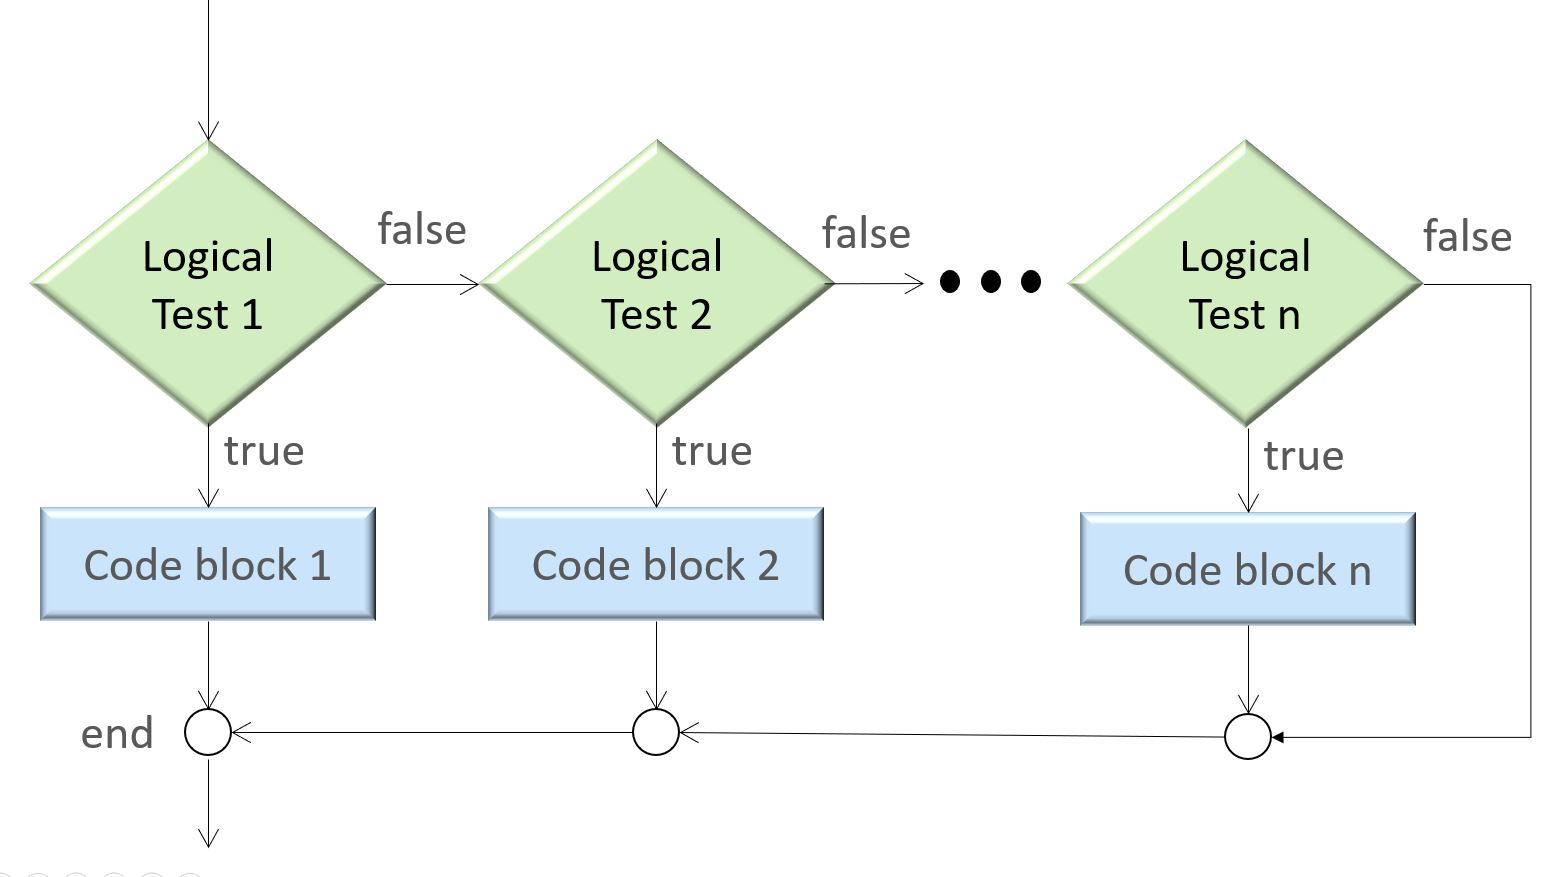 false
false
false
Logical
Test 1
Logical
Test 2
Logical
Test n
true
true
true
Code block 1
Code block 2
Code block n
end